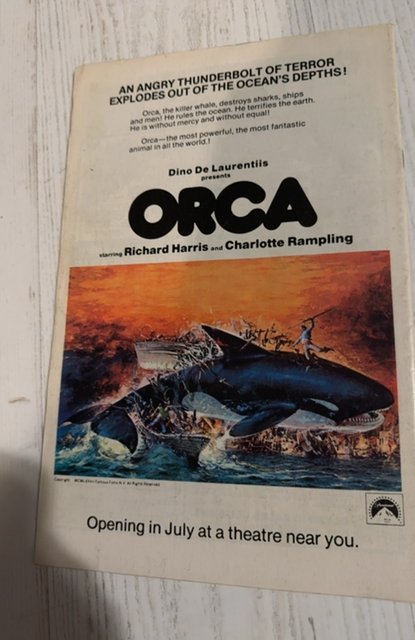 AN ANGRY THUNDERBOLT OF TERROR
EXPLODES OUT OF THE OCEAN'S DEPTHS!
Orca, the killer whale, destroys sharks, ships
and men! He rules the ocean. He terrifies the earth.
He is without mercy and without equal!
Orca—the most powerful, the most fantastic
animal in all the world.!
Dino De Laurentiis
presents
ORCA
starring Richard Harris and Charlotte Rampling
All Rights Reserved
Opening in July at a theatre near you.